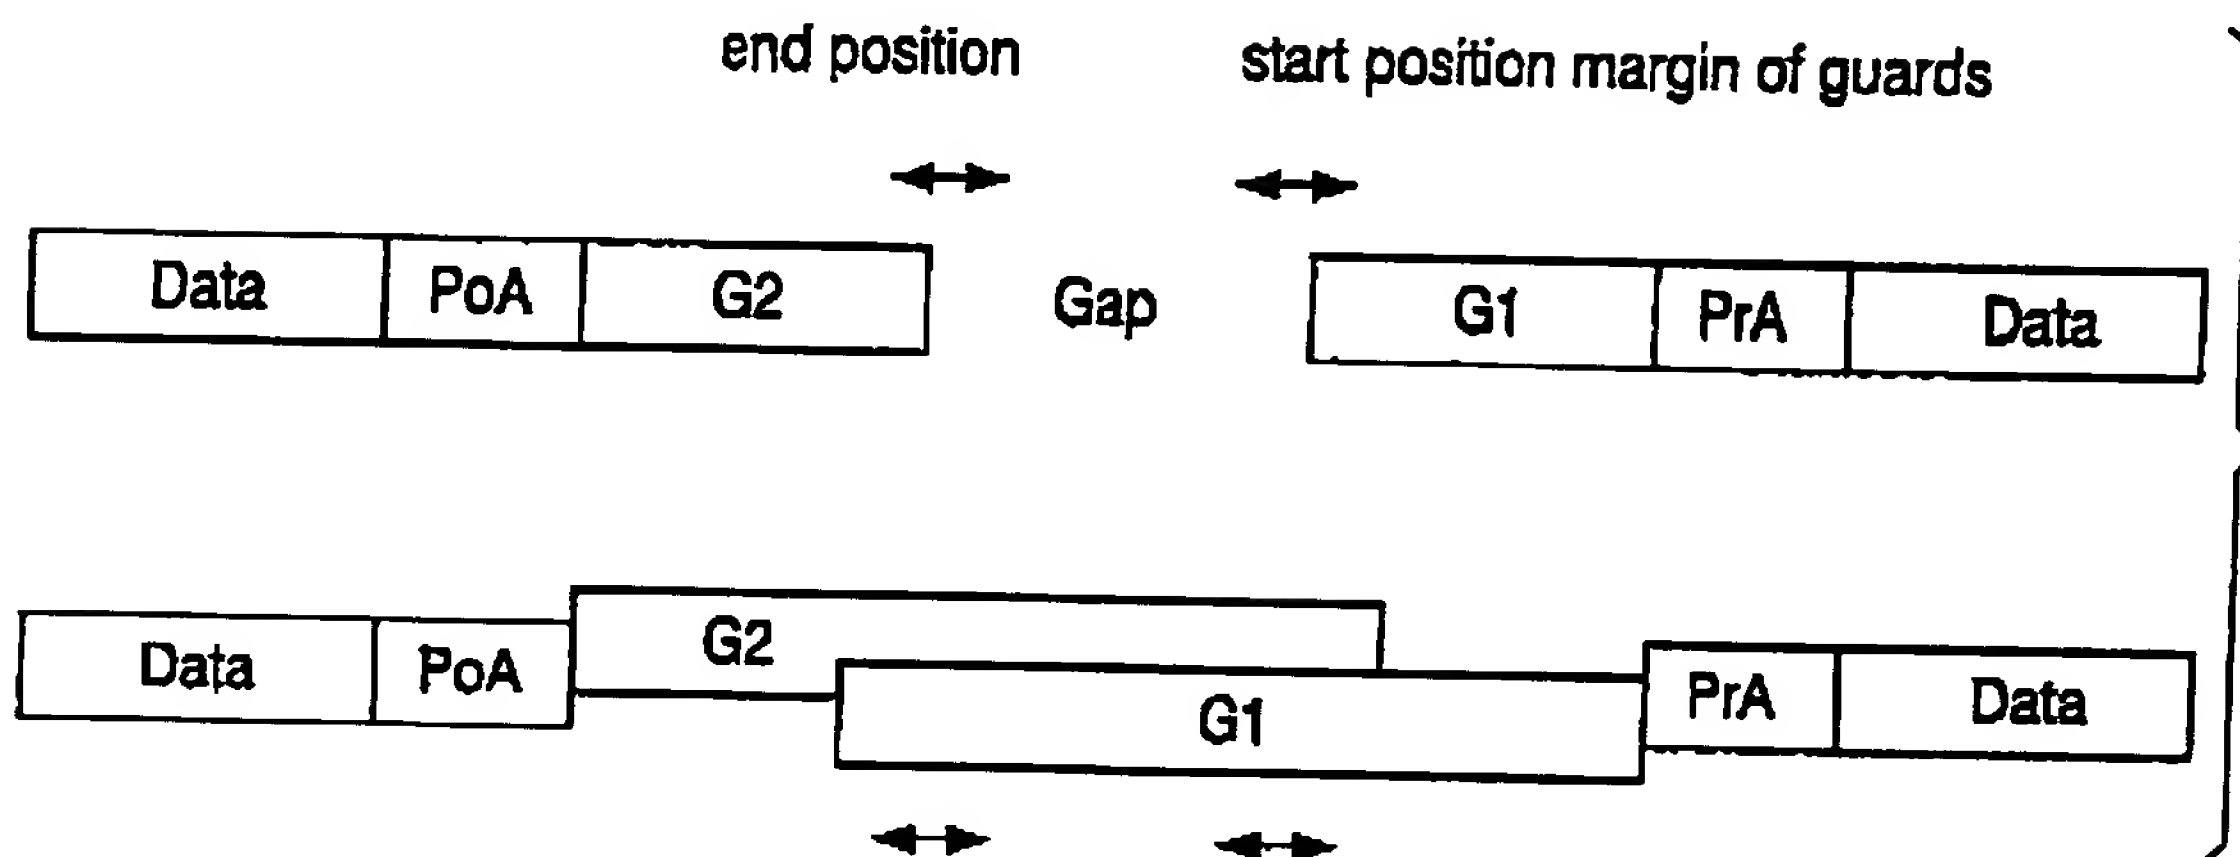 end position start position margin of guards
Data PoA G2 Gap G1 PrA Data
Data PoA G2 G1 PrA Data